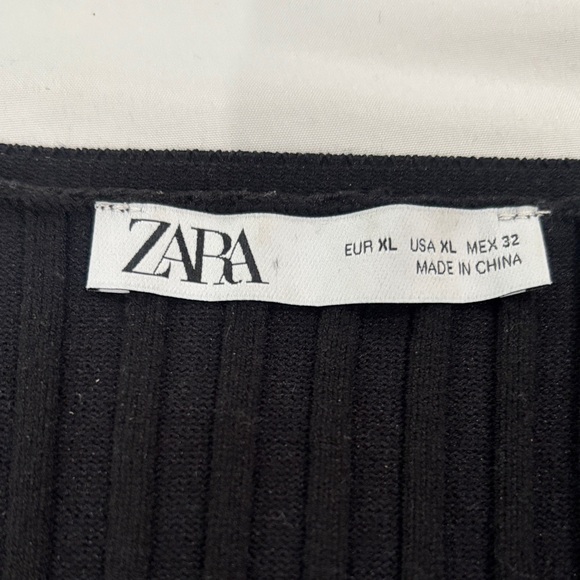 ZARA
EUR XL USA XL MEX 32
MADE IN CHINA